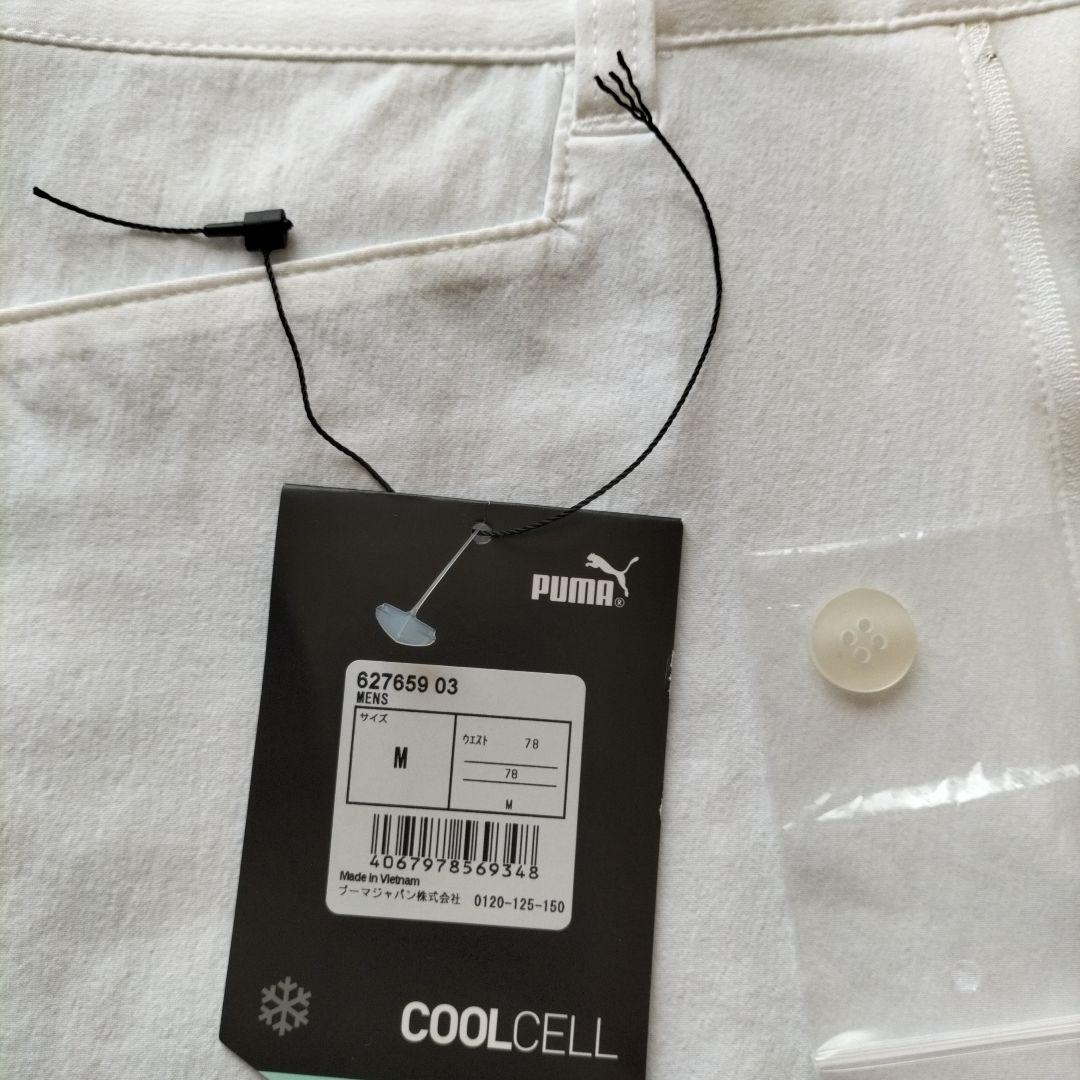 PUMA®
627659 03
MENS
サイズ
M
ウエスト 78
78
M
4067978569348
Made in Vietnam
プーマジャパン株式会社 0120-125-150
COOLCELL